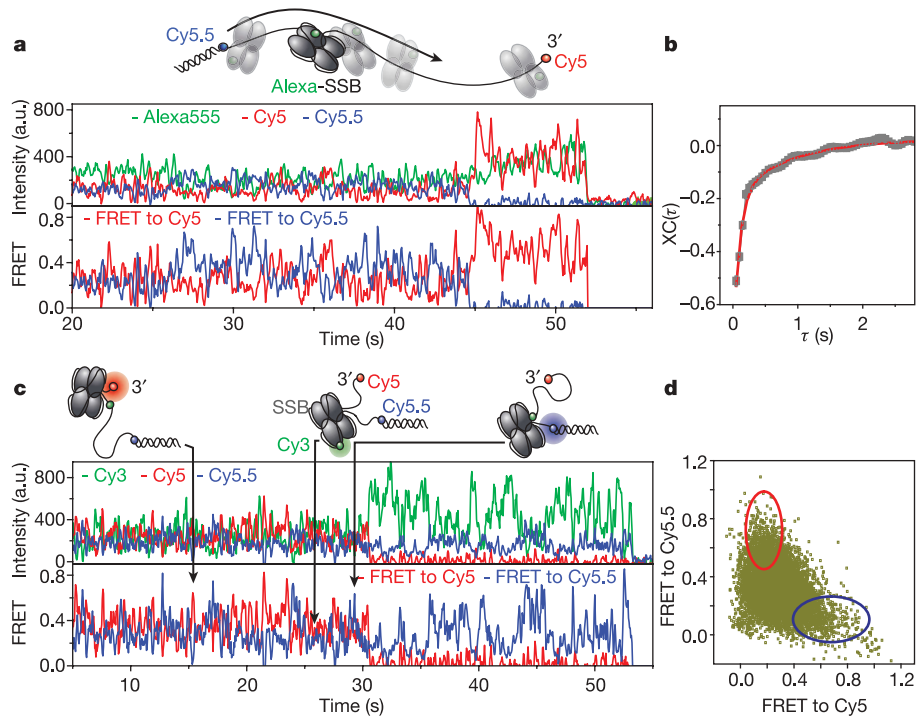 a
Cy5.5
3′
Cy5
Alexa-SSB
800
400
0
Intensity (a.u.)
- Alexa555 - Cy5 - Cy5.5
0.8
0.4
0.0
FRET
- FRET to Cy5 - FRET to Cy5.5
20 30 40 50
Time (s)
b
0.0
−0.2
−0.4
−0.6
XC(τ)
0 1 2
τ (s)
c
3′
SSB
3′ Cy5
Cy5.5
Cy3
3′
800
400
0
Intensity (a.u.)
- Cy3 - Cy5 - Cy5.5
0.8
0.4
0.0
FRET
- FRET to Cy5 - FRET to Cy5.5
10 20 30 40 50
Time (s)
d
1.2
0.8
0.4
0.0
FRET to Cy5.5
0.0 0.4 0.8 1.2
FRET to Cy5